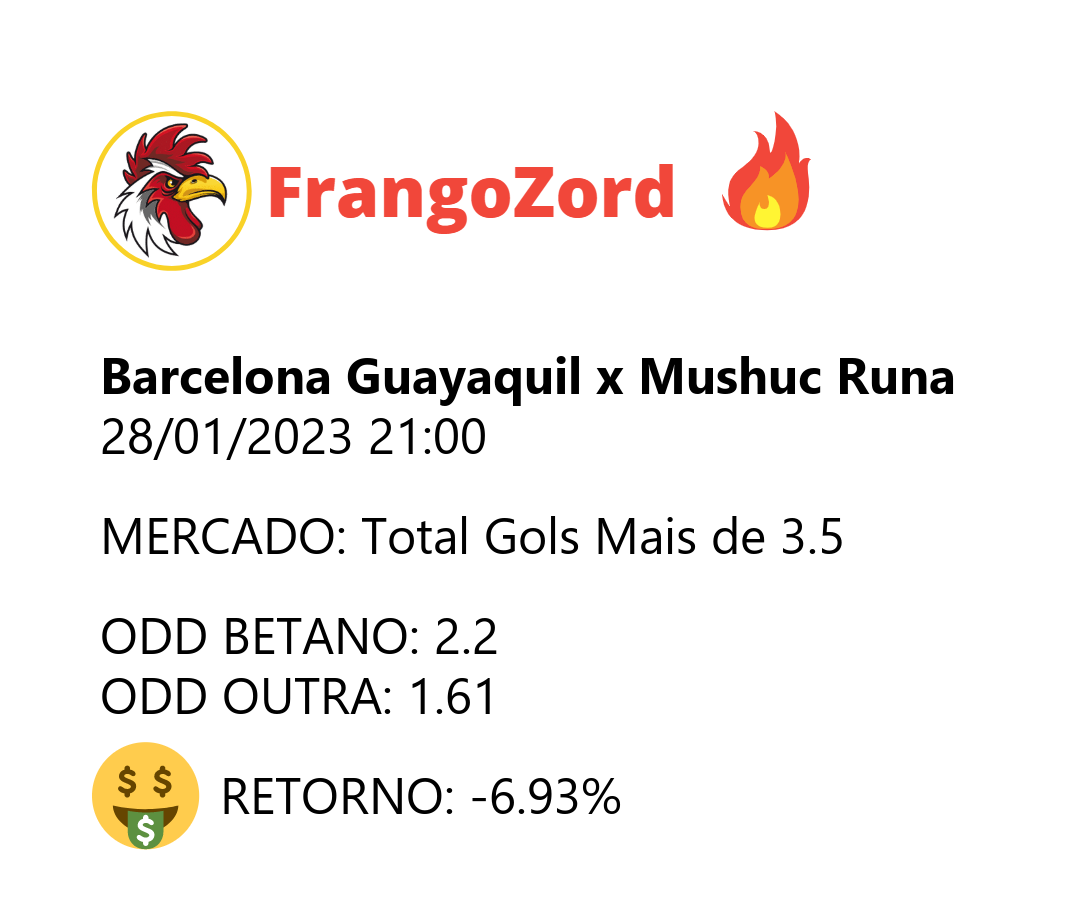 FrangoZord
Barcelona Guayaquil x Mushuc Runa
28/01/2023 21:00
MERCADO: Total Gols Mais de 3.5
ODD BETANO: 2.2
ODD OUTRA: 1.61
RETORNO: -6.93%